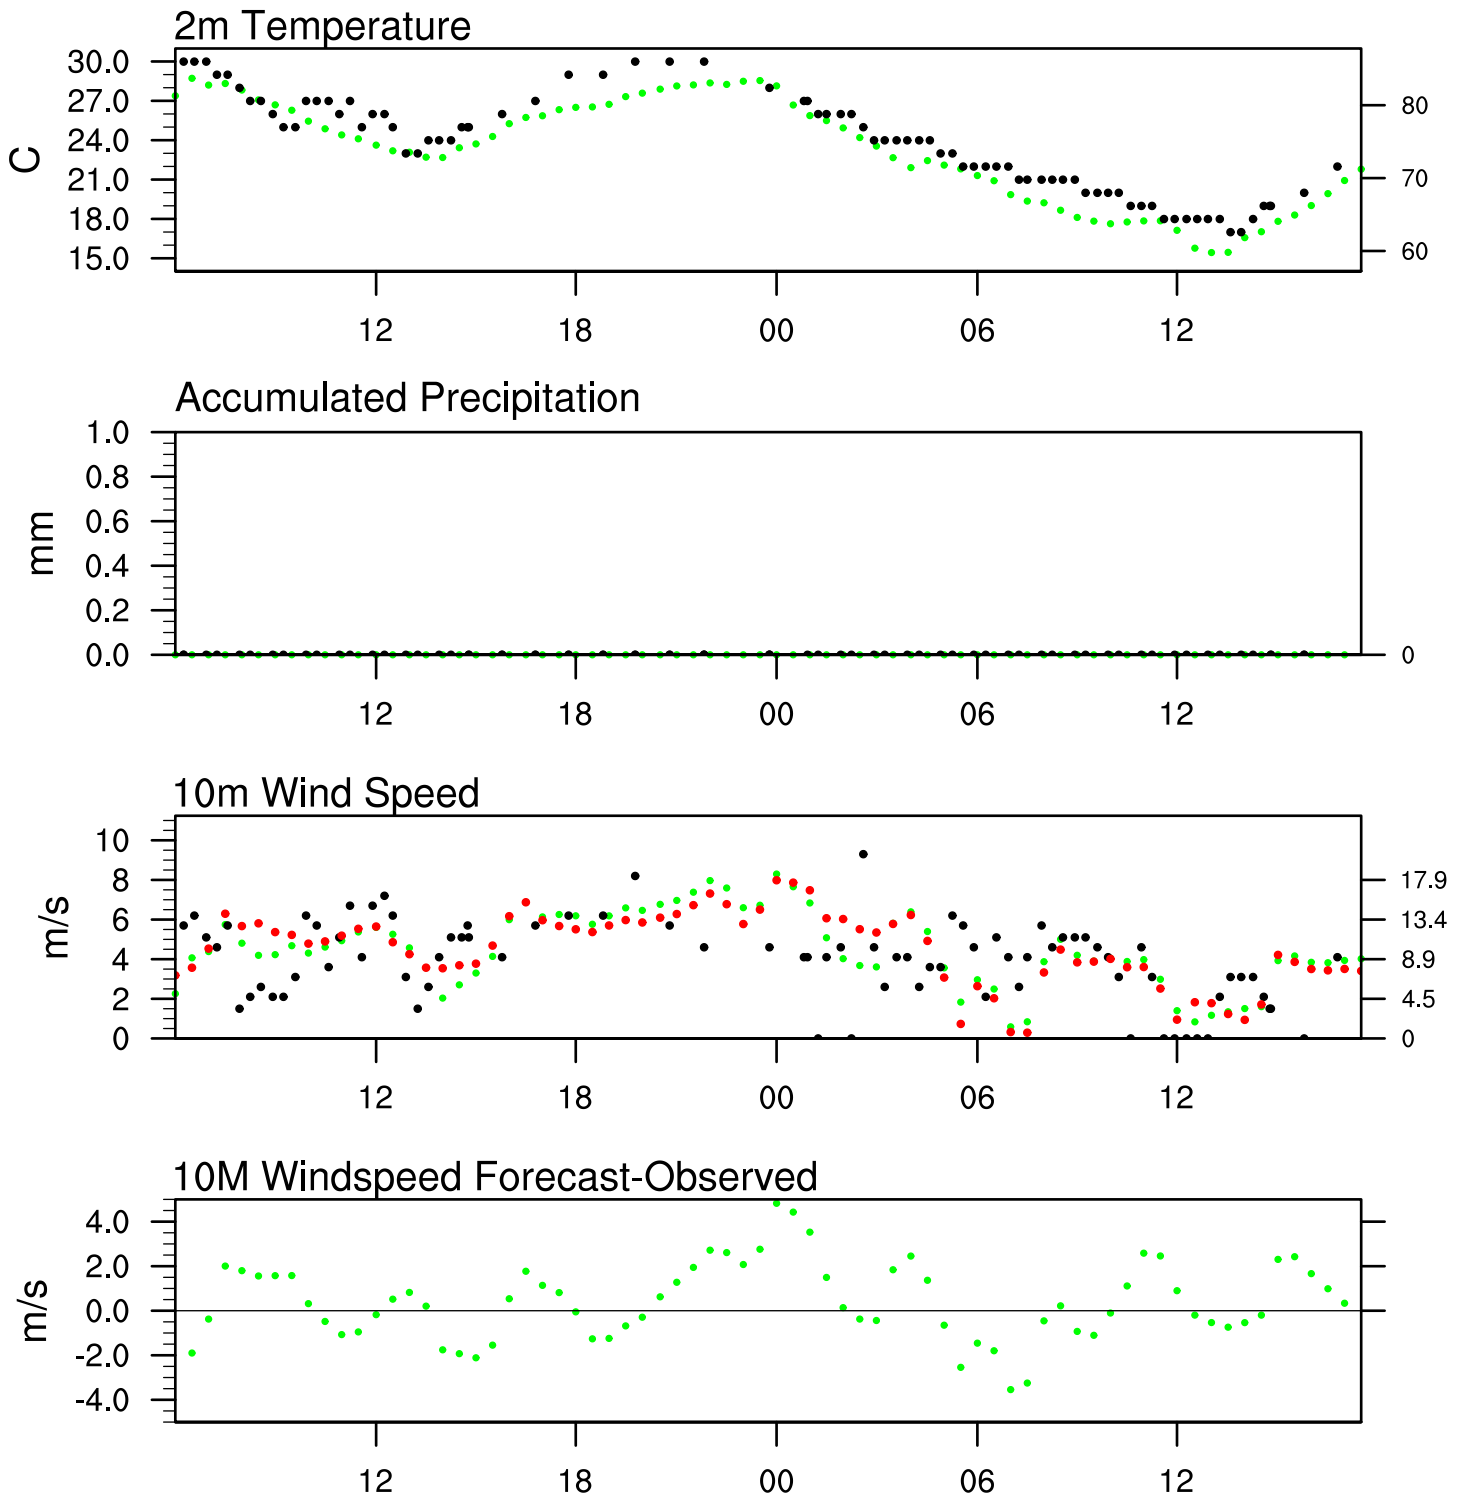 2m Temperature
30.0
27.0
24.0
21.0
18.0
15.0
C
80
70
60
12 18 00 06 12
Accumulated Precipitation
1.0
0.8
0.6
0.4
0.2
0.0
mm
0
12 18 00 06 12
10m Wind Speed
10
8
6
4
2
0
m/s
17.9
13.4
8.9
4.5
0
12 18 00 06 12
10M Windspeed Forecast-Observed
4.0
2.0
0.0
-2.0
-4.0
m/s
12 18 00 06 12